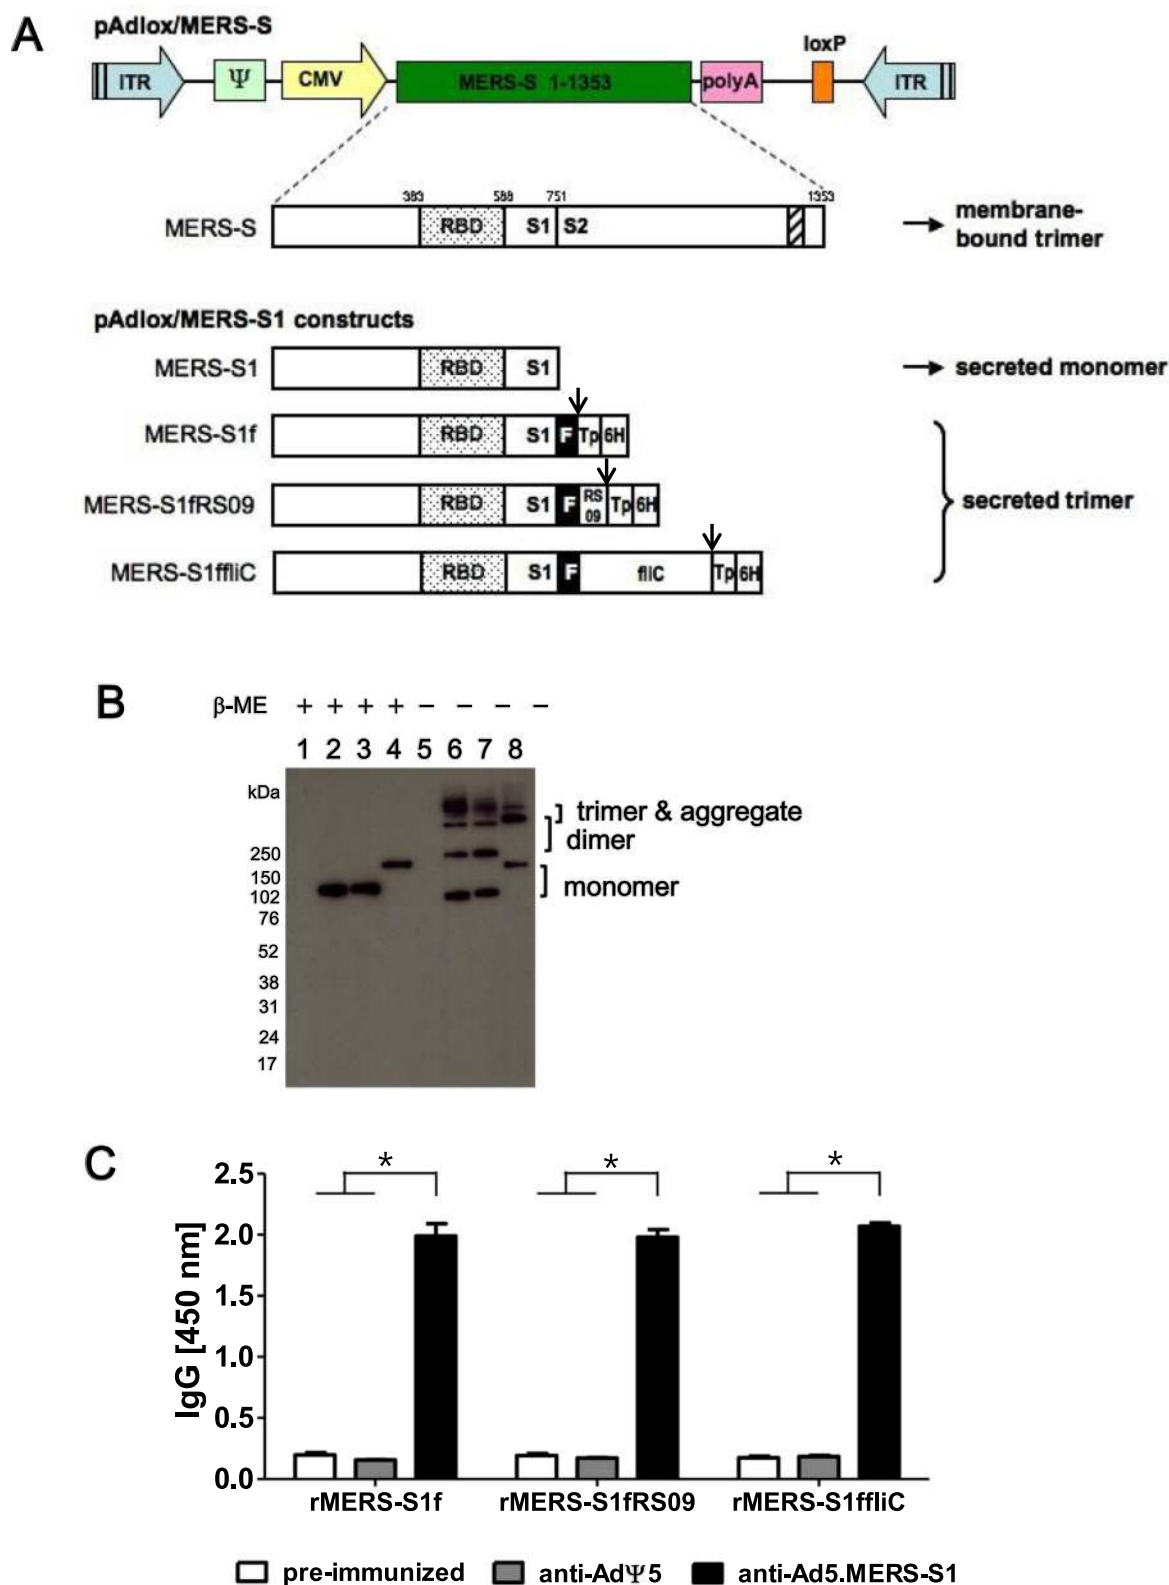 A
pAdlox/MERS-S
loxP
ITR Ψ CMV MERS-S 1-1353 polyA ITR
383 588 751 1353
MERS-S RBD S1 S2 membrane-
bound trimer
pAdlox/MERS-S1 constructs
MERS-S1 RBD S1 secreted monomer
MERS-S1f RBD S1 F Tp 6H
MERS-S1fRS09 RBD S1 F RS 09 Tp 6H secreted trimer
MERS-S1ffliC RBD S1 F fliC Tp 6H
B
β-ME + + + + − − − −
1 2 3 4 5 6 7 8
kDa
trimer & aggregate
dimer
250
150
monomer
102
76
52
38
31
24
17
C
IgG [450 nm]
2.5 * * *
2.0
1.5
1.0
0.5
0.0
rMERS-S1f rMERS-S1fRS09 rMERS-S1ffliC
pre-immunized anti-AdΨ5 anti-Ad5.MERS-S1